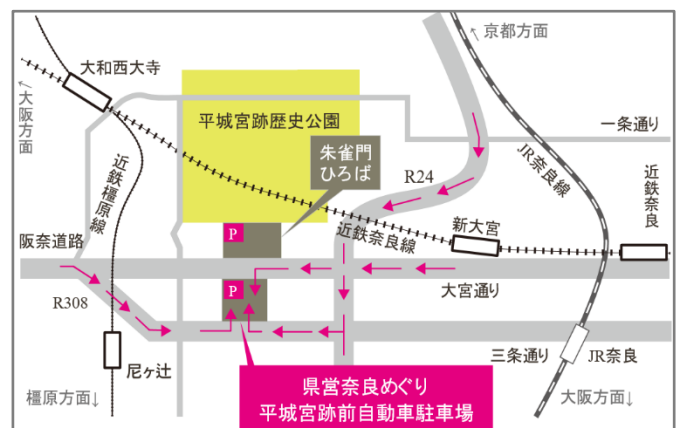 ←
京都方面
大和西大寺
←
大阪方面
平城宮跡歴史公園
一条通り
朱雀門
ひろば
R24
JR奈良線
近鉄奈良
近鉄橿原線
P
近鉄奈良線
新大宮
阪奈道路
P
大宮通り
R308
尼ヶ辻
三条通り
JR奈良
県営奈良めぐり
平城宮跡前自動車駐車場
橿原方面↓
大阪方面↓